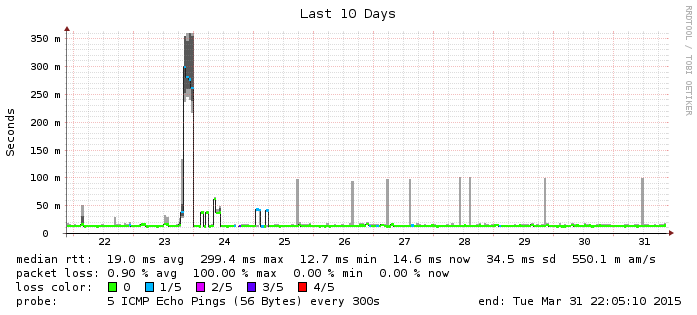 Last 10 Days
RRDTOOL / TOBI OETIKER
Seconds
350 m
300 m
250 m
200 m
150 m
100 m
50 m
0
22 23 24 25 26 27 28 29 30 31
median rtt: 19.0 ms avg 299.4 ms max 12.7 ms min 14.6 ms now 34.5 ms sd 550.1 m am/s
packet loss: 0.90 % avg 100.00 % max 0.00 % min 0.00 % now
loss color: 0 1/5 2/5 3/5 4/5
probe: 5 ICMP Echo Pings (56 Bytes) every 300s end: Tue Mar 31 22:05:10 2015